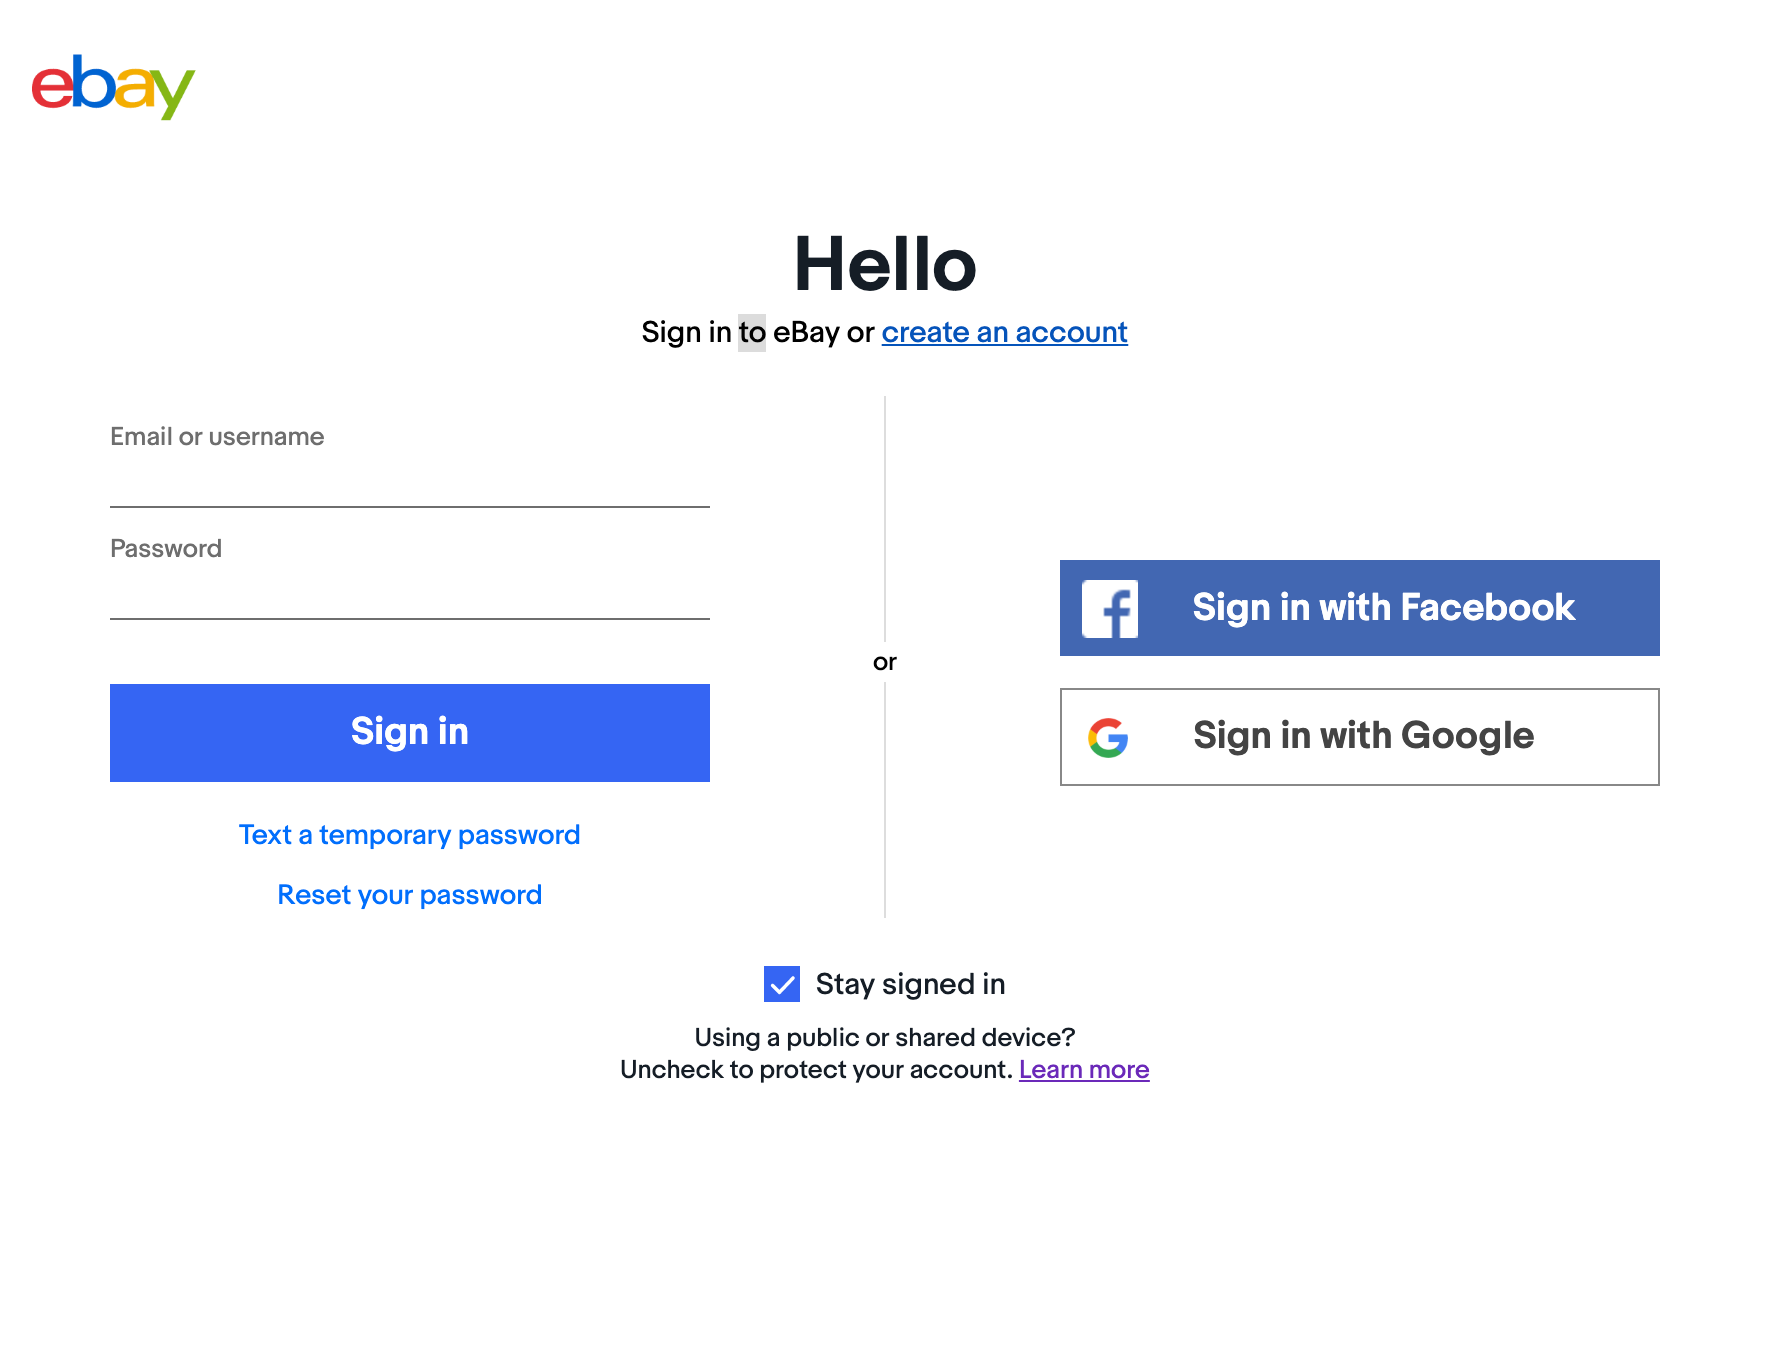 ebay
Hello
Sign in to eBay or create an account
Email or username
Password
Sign in
Text a temporary password
Reset your password
or
Sign in with Facebook
Sign in with Google
Stay signed in
Using a public or shared device?
Uncheck to protect your account. Learn more